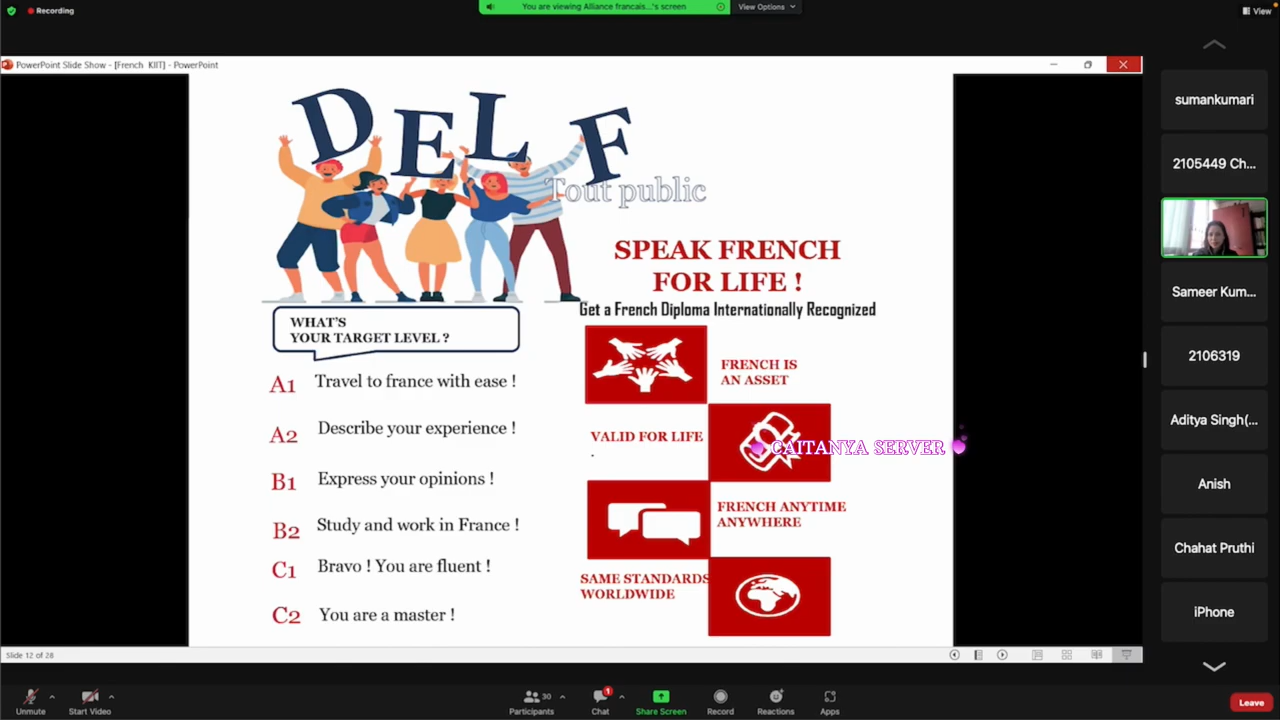 Recording
You are viewing Alliance francais...'s screen
View Options
View
PowerPoint Slide Show - [French KIIT] - PowerPoint
DELF
Tout public
SPEAK FRENCH
FOR LIFE !
Get a French Diploma Internationally Recognized
WHAT'S
YOUR TARGET LEVEL ?
A1 Travel to france with ease !
A2 Describe your experience !
B1 Express your opinions !
B2 Study and work in France !
C1 Bravo ! You are fluent !
C2 You are a master !
FRENCH IS
AN ASSET
VALID FOR LIFE
.
CAITANYA SERVER
FRENCH ANYTIME
ANYWHERE
SAME STANDARDS
WORLDWIDE
Slide 12 of 28
sumankumari
2105449 Ch...
Sameer Kum...
2106319
Aditya Singh(...
Anish
Chahat Pruthi
iPhone
Unmute
Start Video
30
Participants
1
Chat
Share Screen
Record
Reactions
Apps
Leave